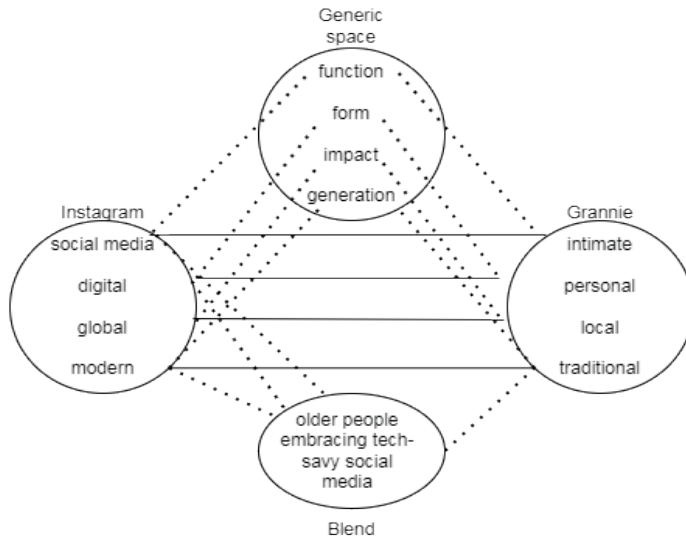 Generic
space
function
form
impact
generation
Instagram
social media
digital
global
modern
Grannie
intimate
personal
local
traditional
older people
embracing tech-
savy social
media
Blend